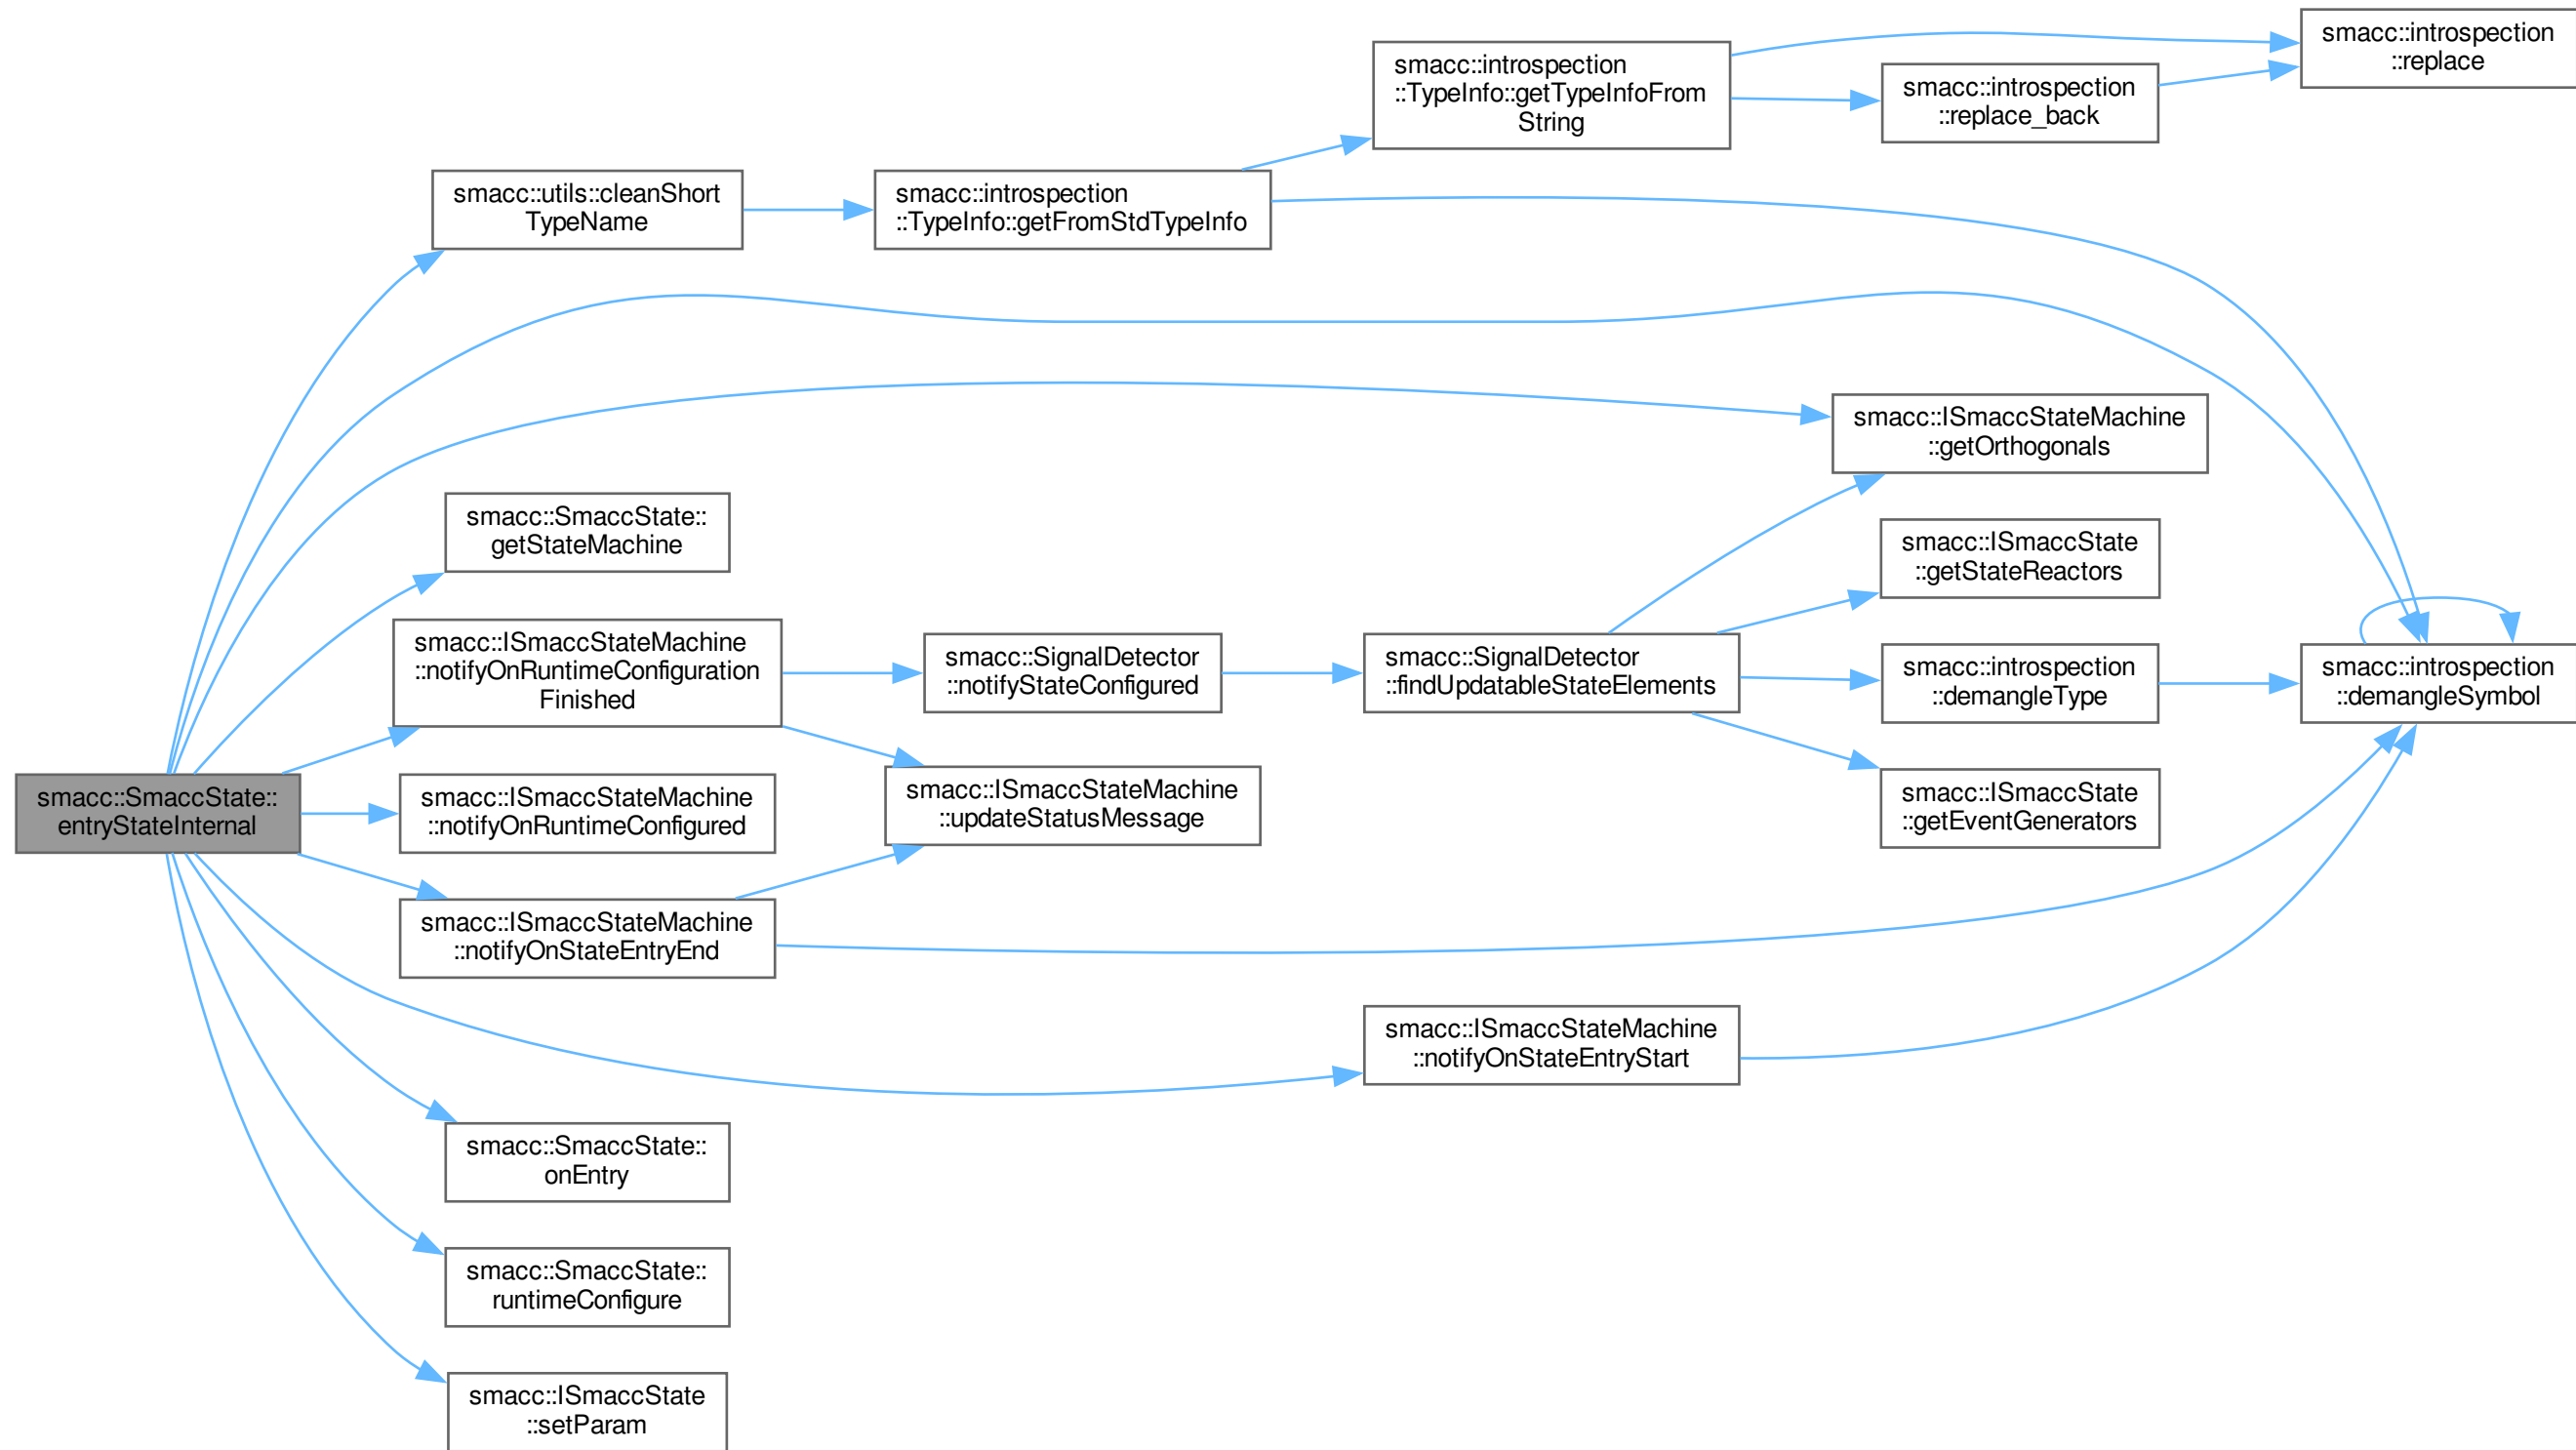 smacc::introspection
::replace
smacc::introspection
::TypeInfo::getTypeInfoFrom
String
smacc::introspection
::replace_back
smacc::utils::cleanShort
TypeName
smacc::introspection
::TypeInfo::getFromStdTypeInfo
smacc::ISmaccStateMachine
::getOrthogonals
smacc::SmaccState::
getStateMachine
smacc::ISmaccState
::getStateReactors
smacc::ISmaccStateMachine
::notifyOnRuntimeConfiguration
Finished
smacc::SignalDetector
::notifyStateConfigured
smacc::SignalDetector
::findUpdatableStateElements
smacc::introspection
::demangleType
smacc::introspection
::demangleSymbol
smacc::SmaccState::
entryStateInternal
smacc::ISmaccStateMachine
::notifyOnRuntimeConfigured
smacc::ISmaccStateMachine
::updateStatusMessage
smacc::ISmaccState
::getEventGenerators
smacc::ISmaccStateMachine
::notifyOnStateEntryEnd
smacc::ISmaccStateMachine
::notifyOnStateEntryStart
smacc::SmaccState::
onEntry
smacc::SmaccState::
runtimeConfigure
smacc::ISmaccState
::setParam